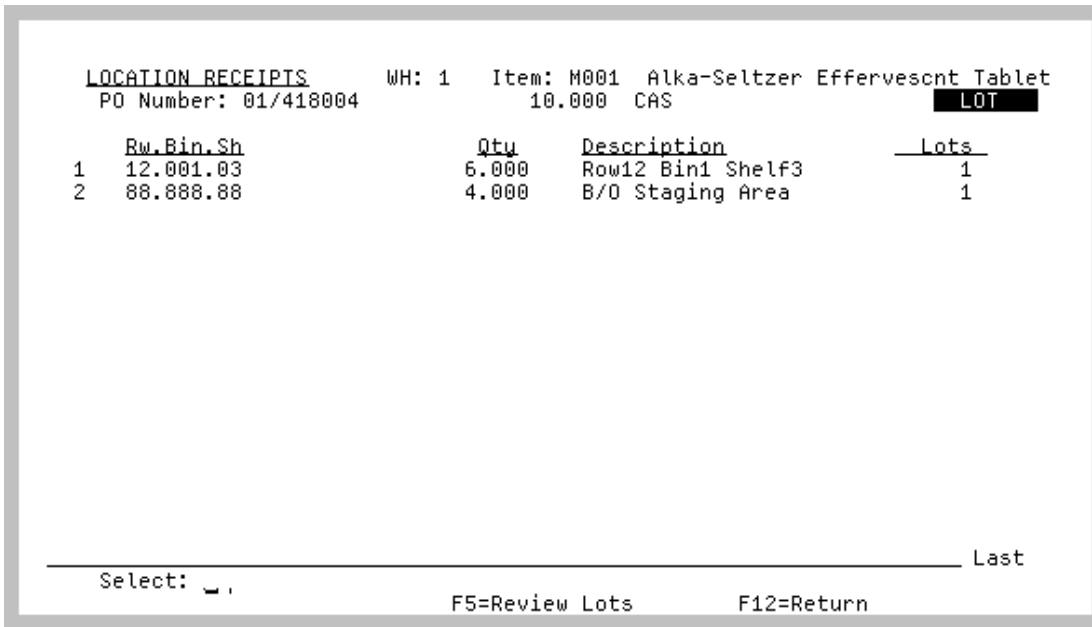 LOCATION RECEIPTS WH: 1 Item: M001 Alka-Seltzer Effervescnt Tablet
PO Number: 01/418004 10.000 CAS LOT
Rw.Bin.Sh Qty Description Lots
1 12.001.03 6.000 Row12 Bin1 Shelf3 1
2 88.888.88 4.000 B/O Staging Area 1
Last
Select:
F5=Review Lots F12=Return